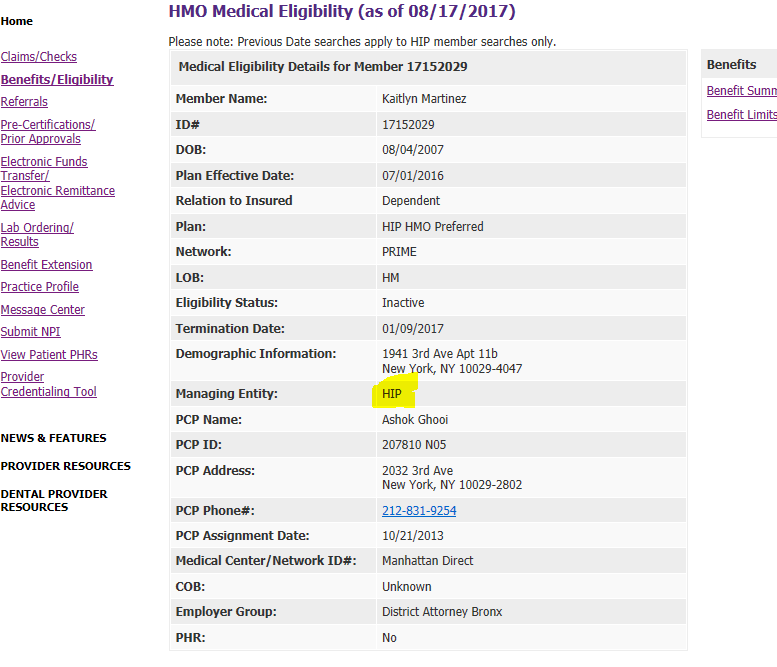 Home
Claims/Checks
Benefits/Eligibility
Referrals
Pre-Certifications/
Prior Approvals
Electronic Funds
Transfer/
Electronic Remittance
Advice
Lab Ordering/
Results
Benefit Extension
Practice Profile
Message Center
Submit NPI
View Patient PHRs
Provider
Credentialing Tool
NEWS & FEATURES
PROVIDER RESOURCES
DENTAL PROVIDER
RESOURCES
HMO Medical Eligibility (as of 08/17/2017)
Please note: Previous Date searches apply to HIP member searches only.
Medical Eligibility Details for Member 17152029
Member Name: Kaitlyn Martinez
ID# 17152029
DOB: 08/04/2007
Plan Effective Date: 07/01/2016
Relation to Insured Dependent
Plan: HIP HMO Preferred
Network: PRIME
LOB: HM
Eligibility Status: Inactive
Termination Date: 01/09/2017
Demographic Information: 1941 3rd Ave Apt 11b
New York, NY 10029-4047
Managing Entity: HIP
PCP Name: Ashok Ghooi
PCP ID: 207810 N05
PCP Address: 2032 3rd Ave
New York, NY 10029-2802
PCP Phone#: 212-831-9254
PCP Assignment Date: 10/21/2013
Medical Center/Network ID#: Manhattan Direct
COB: Unknown
Employer Group: District Attorney Bronx
PHR: No
Benefits
Benefit Summ
Benefit Limits